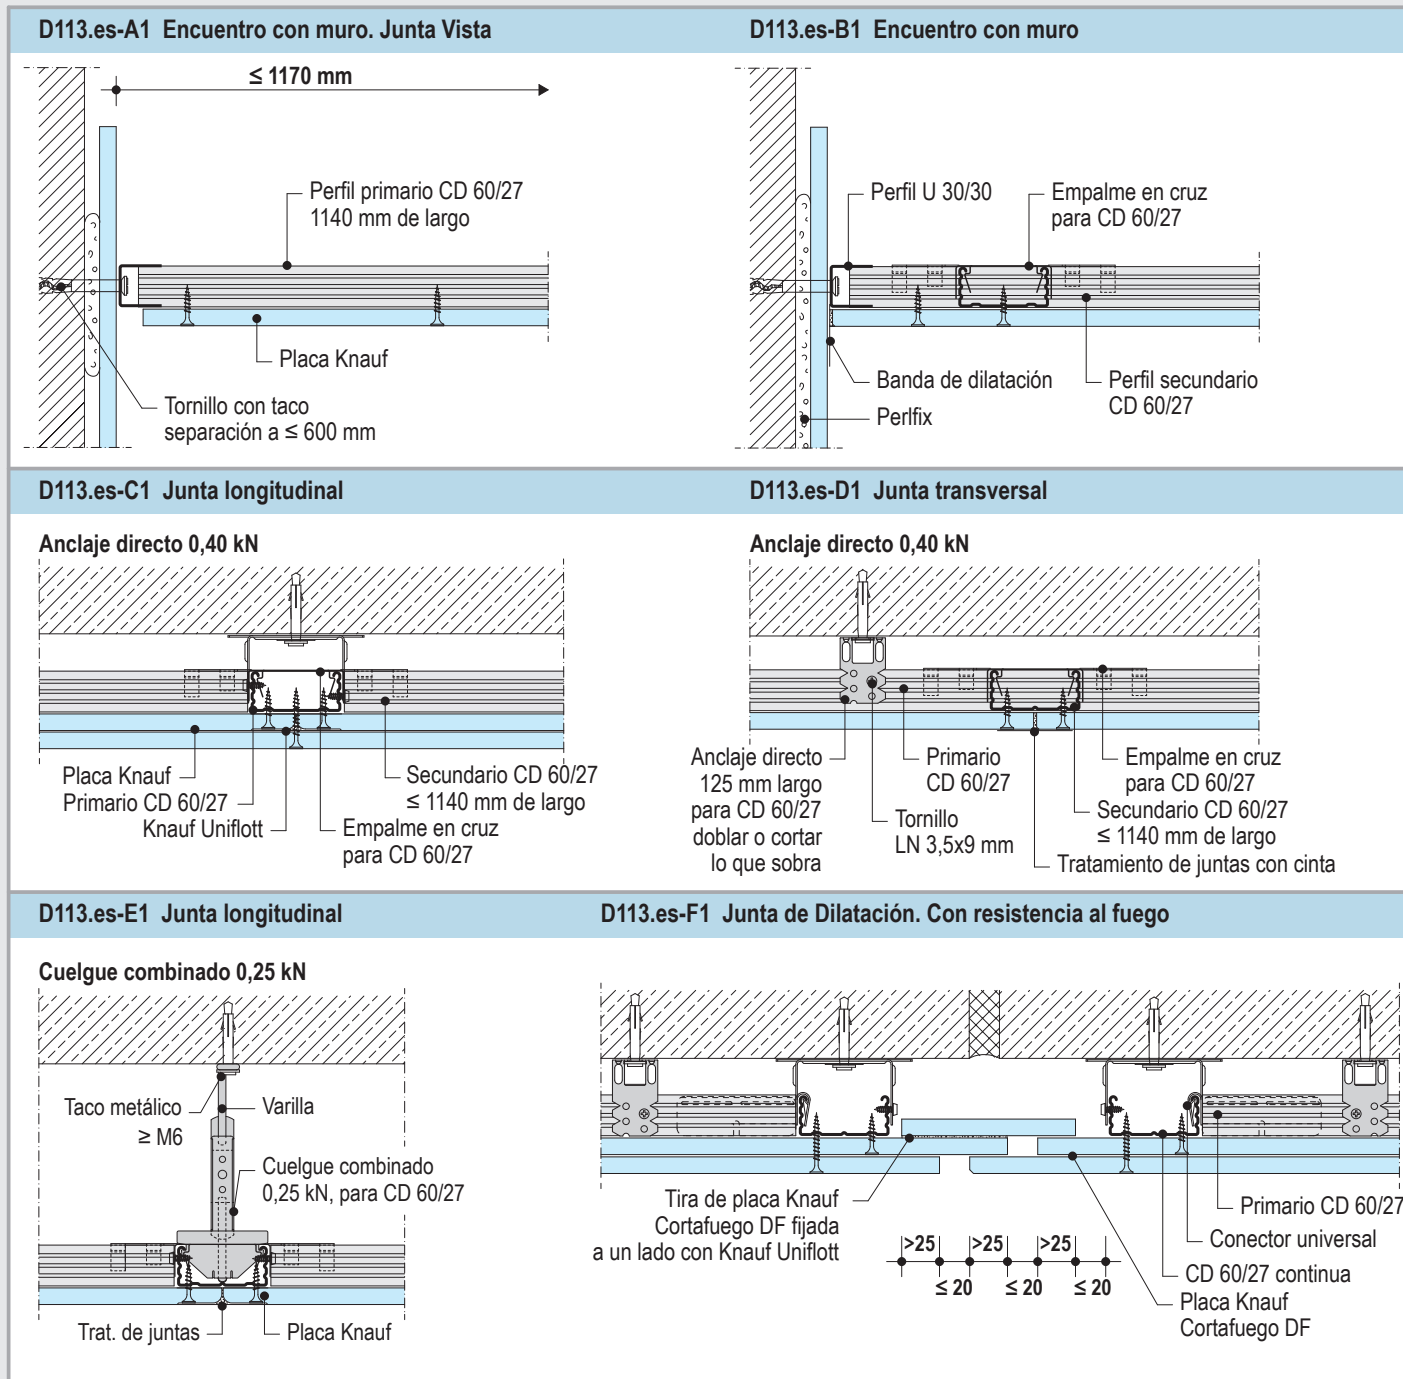 D113.es-A1 Encuentro con muro. Junta Vista
≤ 1170 mm
Perfil primario CD 60/27
1140 mm de largo
Placa Knauf
Tornillo con taco
separación a ≤ 600 mm
D113.es-B1 Encuentro con muro
Perfil U 30/30
Empalme en cruz
para CD 60/27
Banda de dilatación
Perlfix
Perfil secundario
CD 60/27
D113.es-C1 Junta longitudinal
Anclaje directo 0,40 kN
Placa Knauf
Primario CD 60/27
Knauf Uniflott
Secundario CD 60/27
≤ 1140 mm de largo
Empalme en cruz
para CD 60/27
D113.es-D1 Junta transversal
Anclaje directo 0,40 kN
Anclaje directo
125 mm largo
para CD 60/27
doblar o cortar
lo que sobra
Primario
CD 60/27
Tornillo
LN 3,5x9 mm
Empalme en cruz
para CD 60/27
Secundario CD 60/27
≤ 1140 mm de largo
Tratamiento de juntas con cinta
D113.es-E1 Junta longitudinal
Cuelgue combinado 0,25 kN
Taco metálico
≥ M6
Varilla
Cuelgue combinado
0,25 kN, para CD 60/27
Trat. de juntas
Placa Knauf
D113.es-F1 Junta de Dilatación. Con resistencia al fuego
Tira de placa Knauf
Cortafuego DF fijada
a un lado con Knauf Uniflott
>25 >25 >25
≤ 20 ≤ 20 ≤ 20
Primario CD 60/27
Conector universal
CD 60/27 continua
Placa Knauf
Cortafuego DF